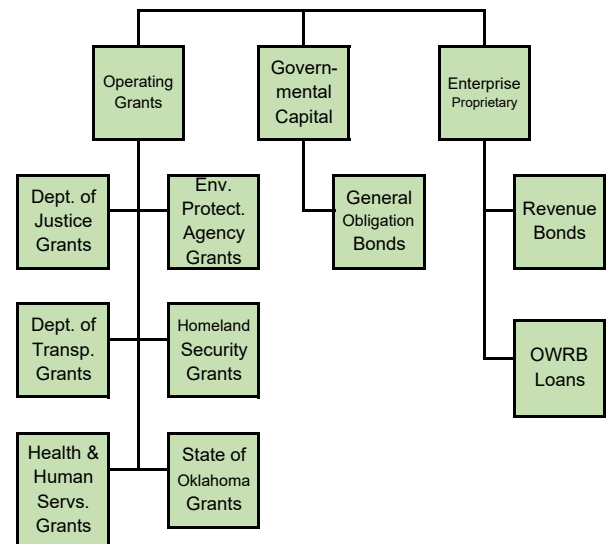 Operating
Grants
Govern-
mental
Capital
Enterprise
Proprietary
Dept. of
Justice
Grants
Env.
Protect.
Agency
Grants
General
Obligation
Bonds
Revenue
Bonds
Dept. of
Transp.
Grants
Homeland
Security
Grants
OWRB
Loans
Health &
Human
Servs.
Grants
State of
Oklahoma
Grants